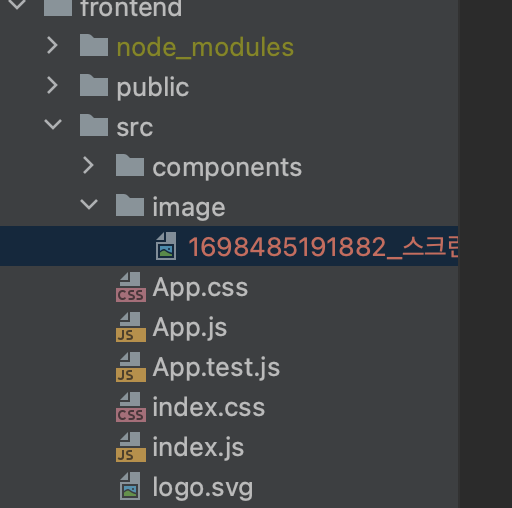 frontend
node_modules
public
src
components
image
1698485191882_스크린
CSS App.css
JS App.js
JS App.test.js
CSS index.css
JS index.js
logo.svg